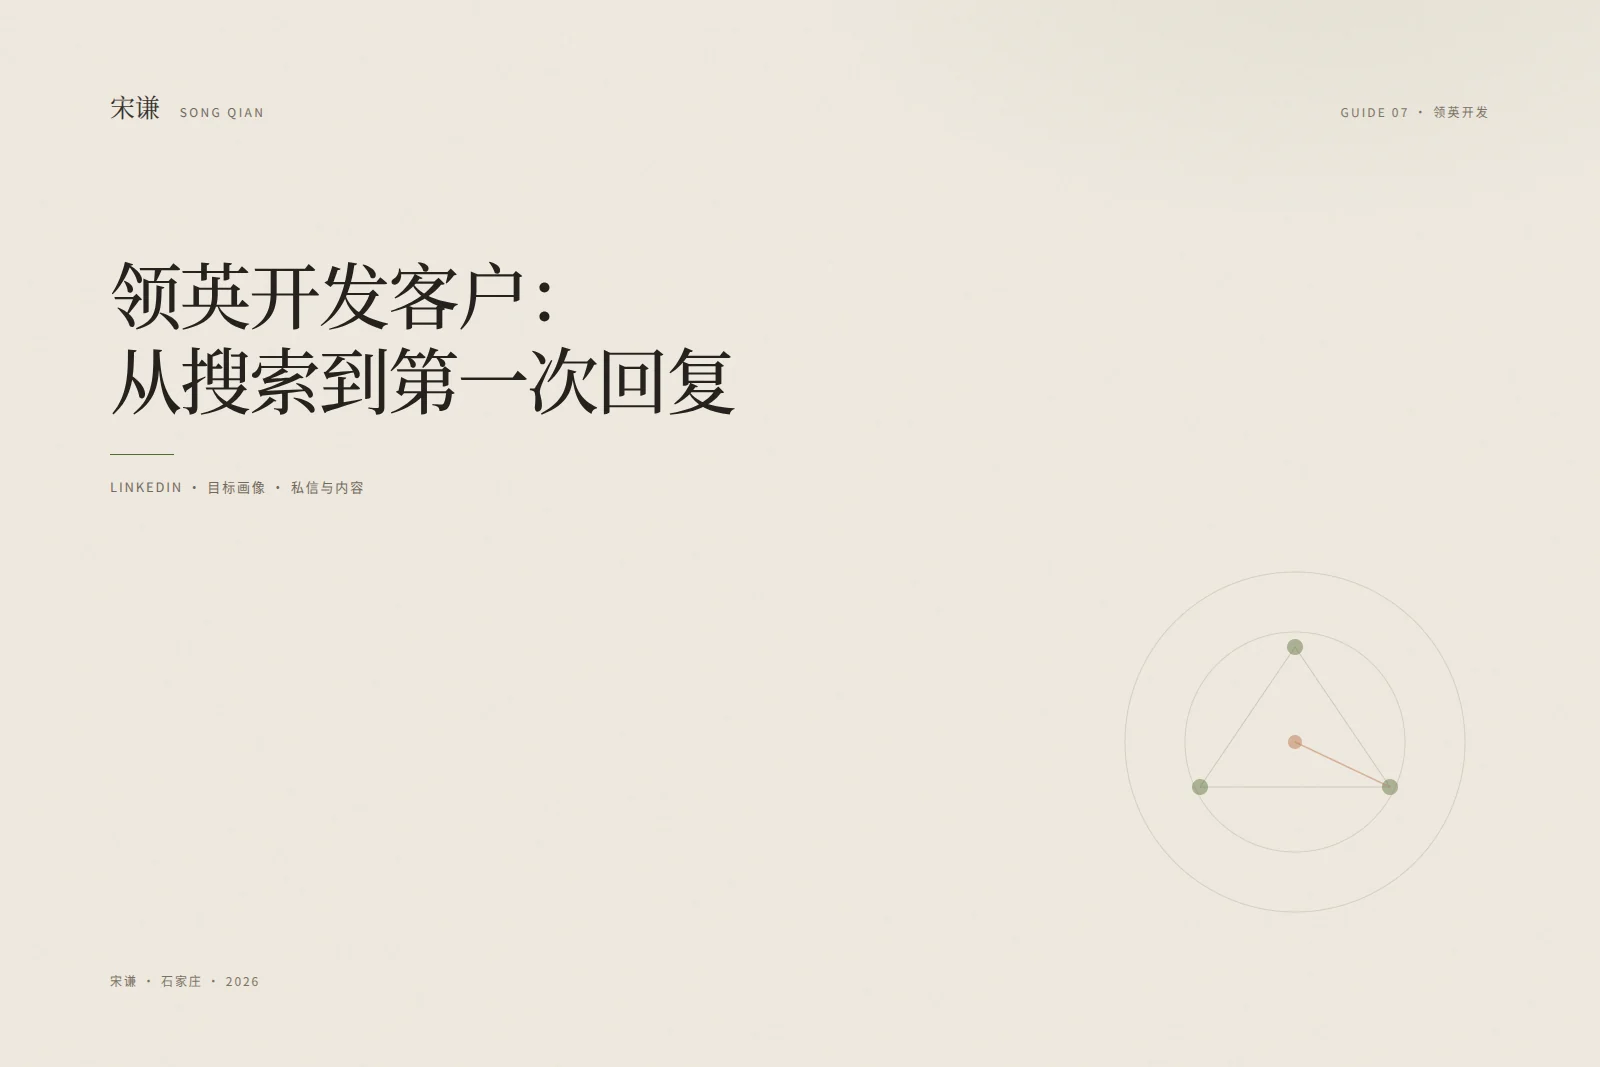 宋谦 SONG QIAN
GUIDE 07 · 领英开发
领英开发客户：
从搜索到第一次回复
LINKEDIN · 目标画像 · 私信与内容
宋谦 · 石家庄 · 2026